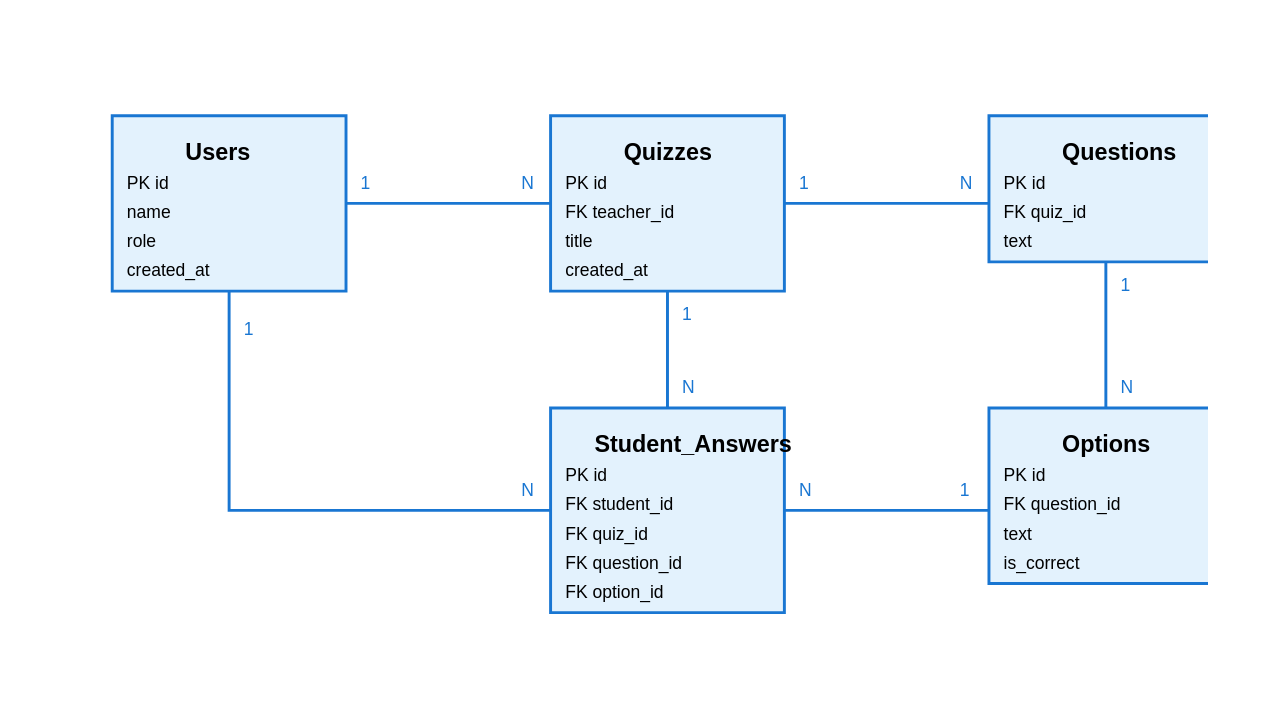 Users
PK id
name
role
created_at
1
N
Quizzes
PK id
FK teacher_id
title
created_at
1
N
Questions
PK id
FK quiz_id
text
1
1
N
1
N
Student_Answers
PK id
FK student_id
FK quiz_id
FK question_id
FK option_id
N
N
1
Options
PK id
FK question_id
text
is_correct